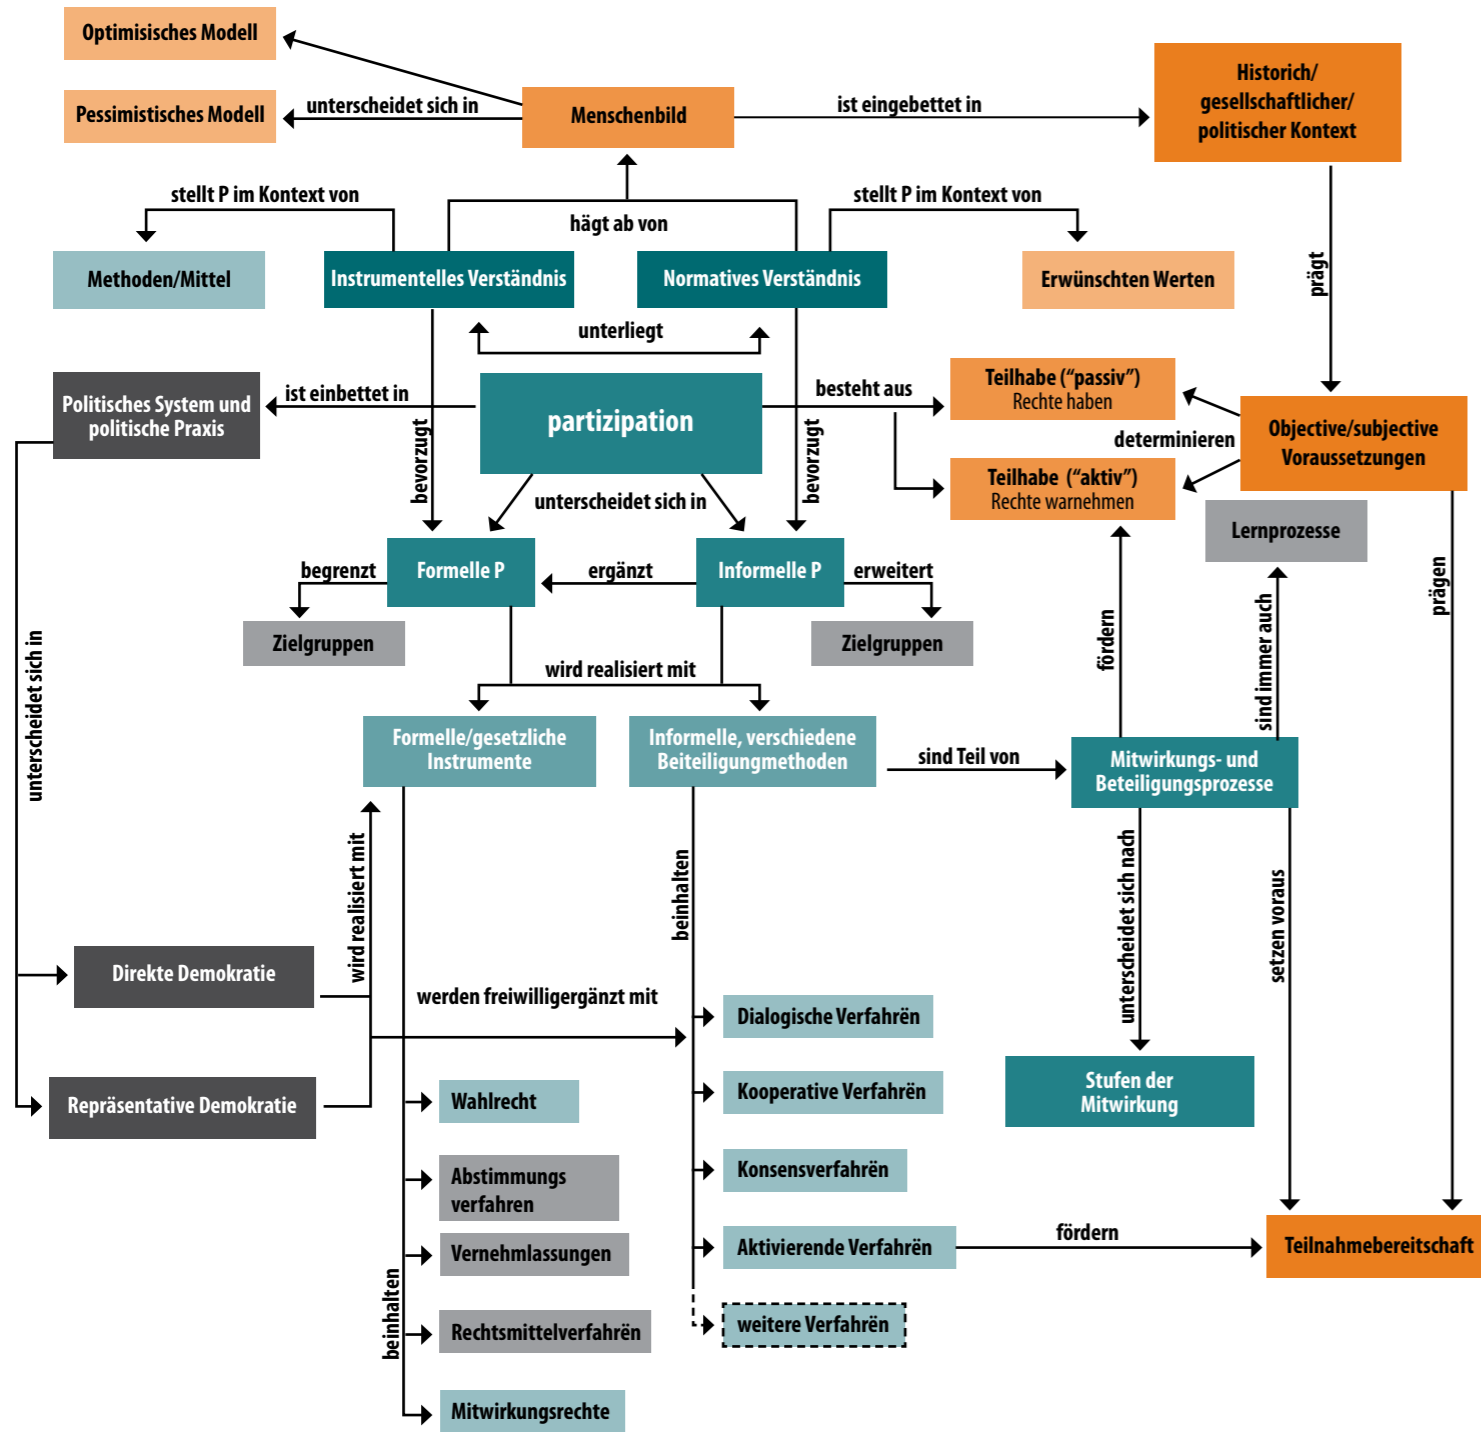 Optimisisches Modell
Historich/
gesellschaftlicher/
politischer Kontext
Pessimistisches Modell
unterscheidet sich in
Menschenbild
ist eingebettet in
stellt P im Kontext von
stellt P im Kontext von
hägt ab von
Methoden/Mittel
Instrumentelles Verständnis
Normatives Verständnis
Erwünschten Werten
prägt
unterliegt
Politisches System und
politische Praxis
ist einbettet in
partizipation
besteht aus
Teilhabe (“passiv”)
Rechte haben
determinieren
Objective/subjective
Voraussetzungen
bevorzugt
bevorzugt
Teilhabe (“aktiv”)
Rechte warnehmen
unterscheidet sich in
Lernprozesse
begrenzt
Formelle P
ergänzt
Informelle P
erweitert
prägen
Zielgruppen
Zielgruppen
fördern
sind immer auch
wird realisiert mit
unterscheidet sich in
Formelle/gesetzliche
Instrumente
Informelle, verschiedene
Beiteiligungmethoden
sind Teil von
Mitwirkungs- und
Beteiligungsprozesse
wird realisiert mit
beinhalten
unterscheidet sich nach
setzen voraus
Direkte Demokratie
werden freiwilligergänzt mit
Dialogische Verfahrën
Repräsentative Demokratie
Wahlrecht
Kooperative Verfahrën
Stufen der
Mitwirkung
Abstimmungs
verfahren
Konsensverfahrën
Vernehmlassungen
Aktivierende Verfahrën
fördern
Teilnahmebereitschaft
beinhalten
Rechtsmittelverfahrën
weitere Verfahrën
Mitwirkungsrechte